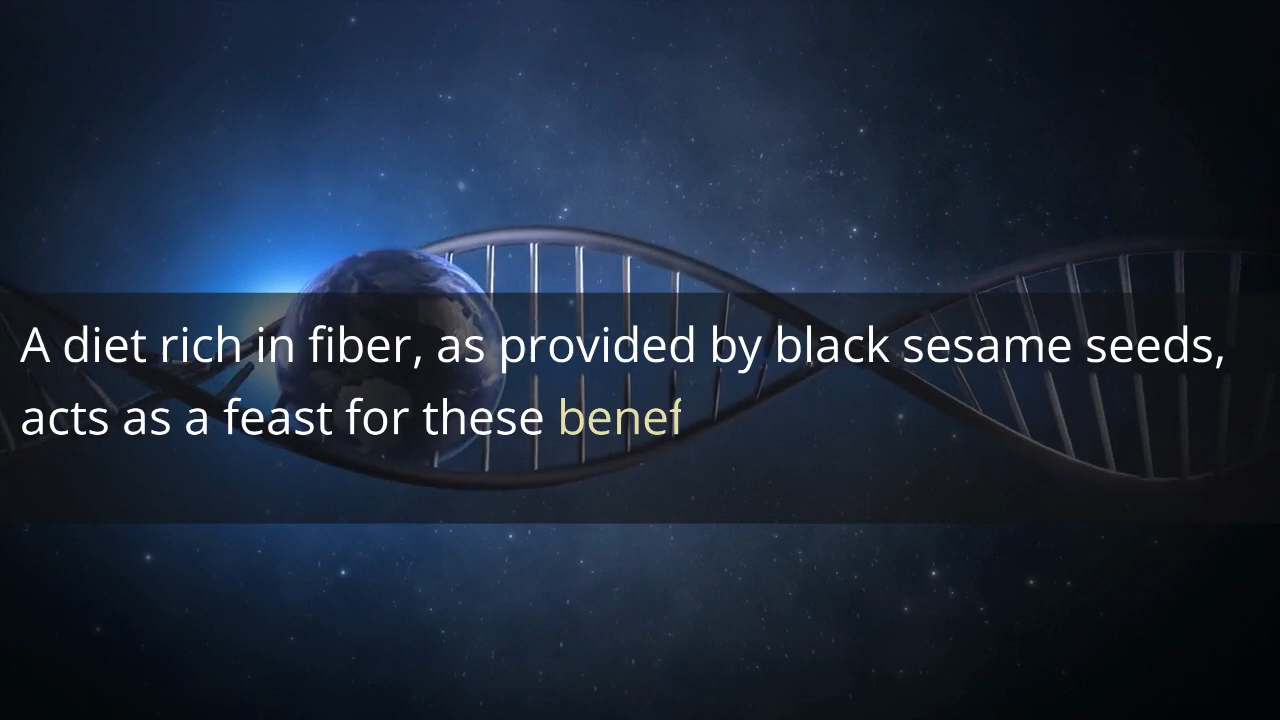 A diet rich in fiber, as provided by black sesame seeds,
acts as a feast for these benef